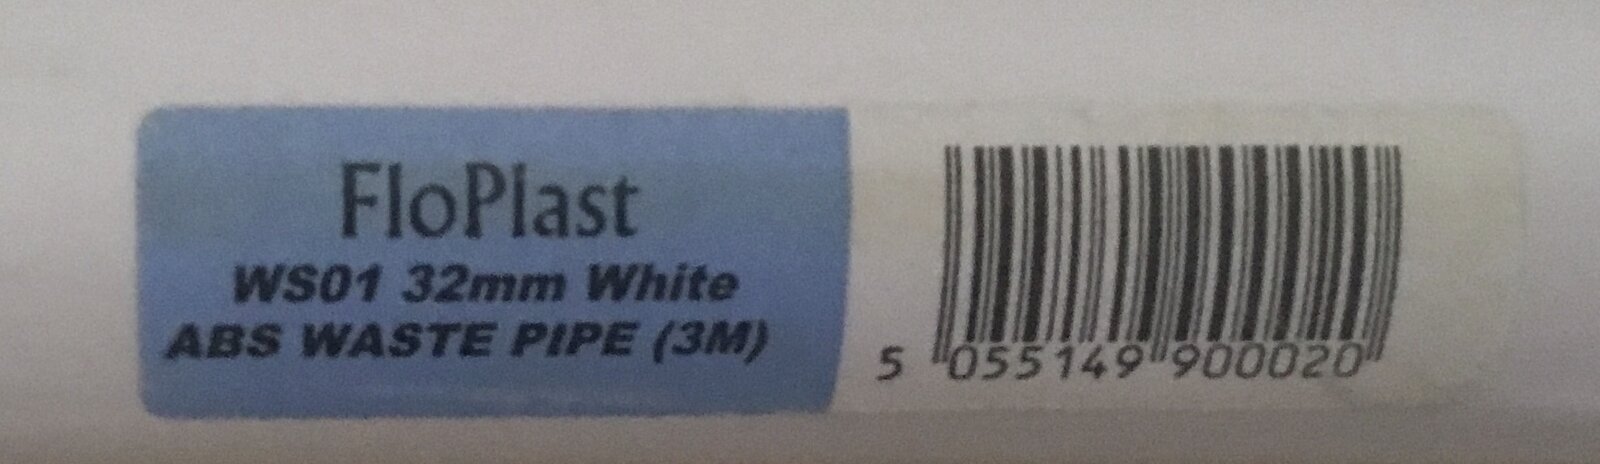 FloPlast
WS01 32mm White
ABS WASTE PIPE (3M)
5 055149 900020